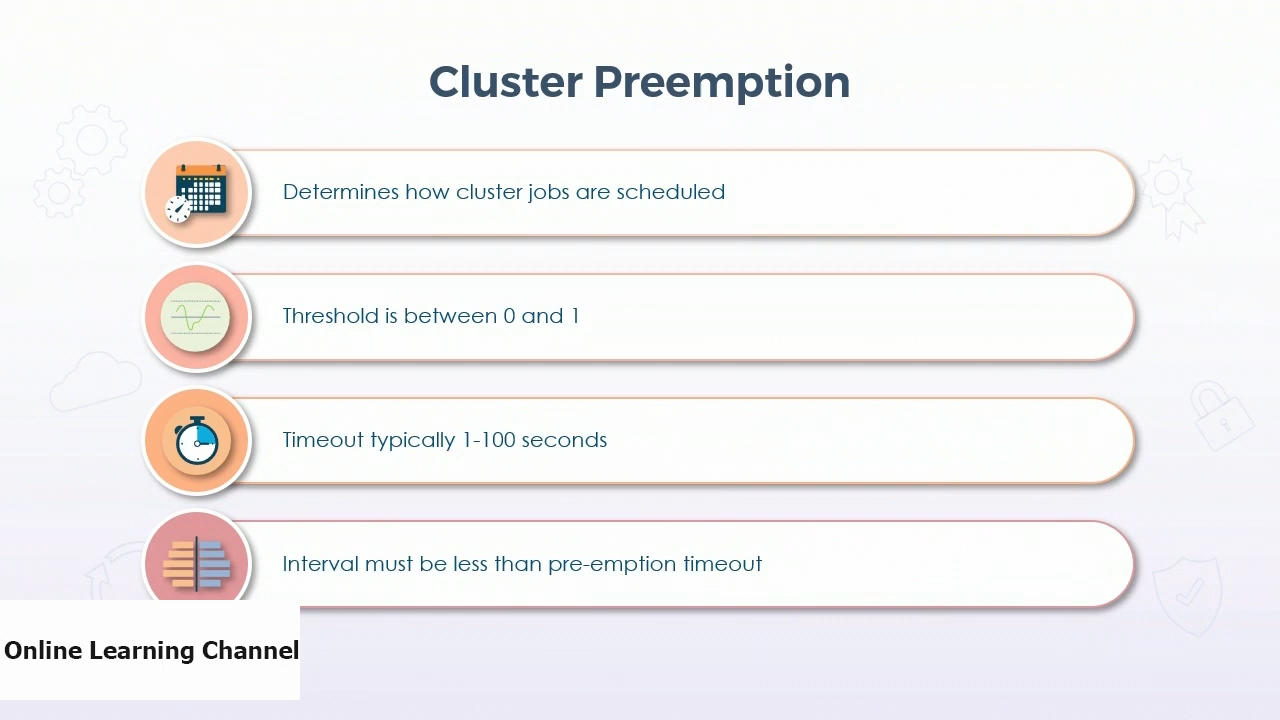 Cluster Preemption
Determines how cluster jobs are scheduled
Threshold is between 0 and 1
Timeout typically 1-100 seconds
Interval must be less than pre-emption timeout
Online Learning Channel